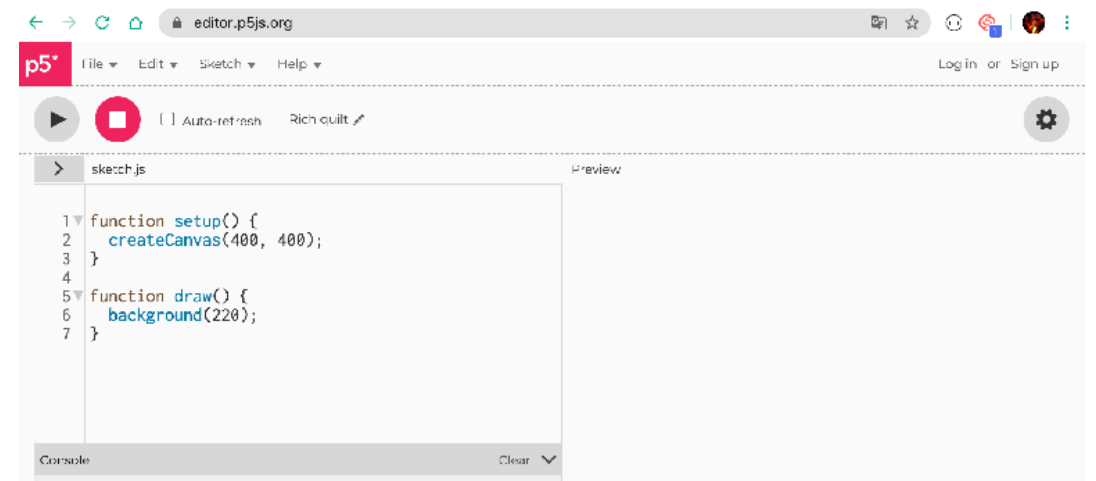 editor.p5js.org
p5* File Edit Sketch Help Log in or Sign up
Auto-refresh Rich quilt
> sketch.js Preview
1 function setup() {
2 createCanvas(400, 400);
3 }
4
5 function draw() {
6 background(220);
7 }
Console Clear